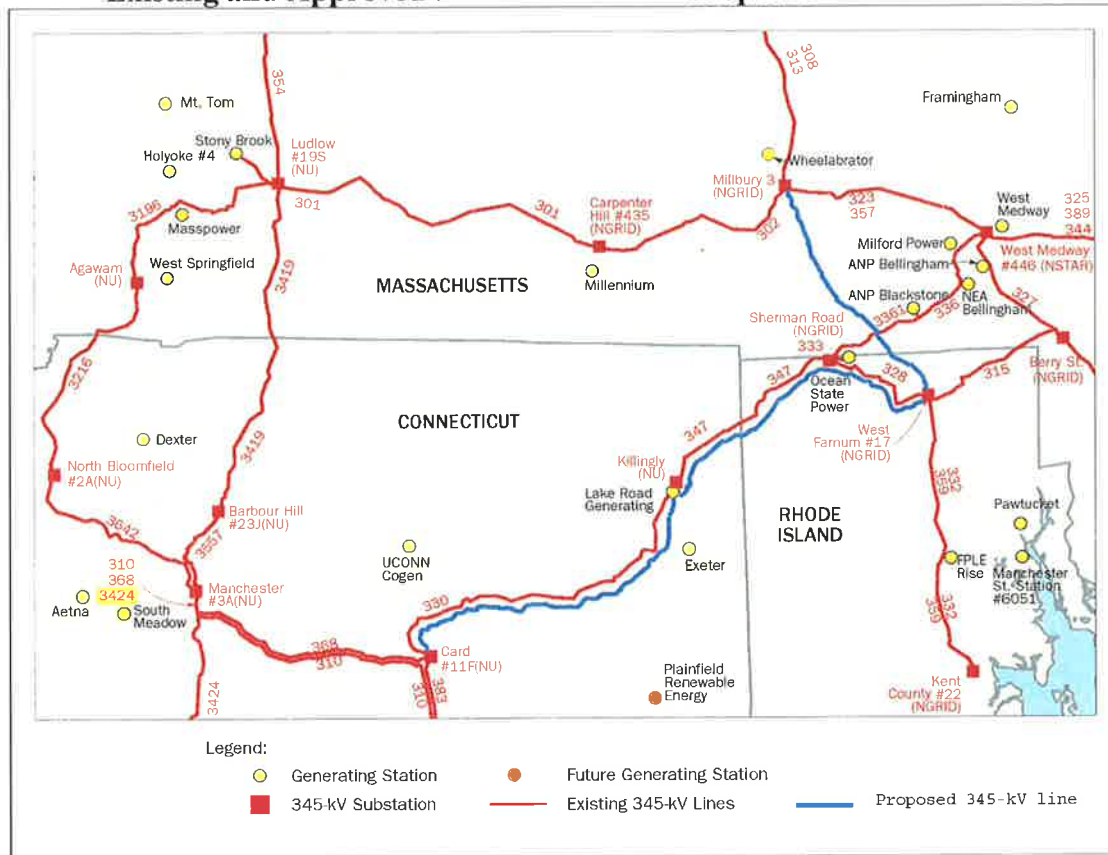 Existing and Approved
354
308
313
Mt. Tom
Framingham
Stony Brook
Ludlow
#19S
(NU)
Holyoke #4
Wheelabrator
Millbury 3
(NGRID)
301
301
Carpenter
Hill #435
(NGRID)
302
323
357
West
Medway
325
389
344
3196
Masspower
Milford Power
West Medway
#446 (NSTAR)
ANP Bellingham
West Springfield
Agawam
(NU)
3419
MASSACHUSETTS
Millennium
ANP Blackstone
NEA
Bellingham
327
3361
336
Sherman Road
(NGRID)
333
Berry St.
(NGRID)
315
328
347
Ocean
State
Power
3216
CONNECTICUT
347
West
Farnum #17
(NGRID)
Dexter
3419
North Bloomfield
#2A(NU)
Killingly
(NU)
Lake Road
Generating
332
359
Barbour Hill
#23J(NU)
RHODE
ISLAND
Pawtucket
3642
3557
UCONN
Cogen
Exeter
FPLE
Rise
Manchester
St. Station
#6051
310
368
3424
Manchester
#3A(NU)
Aetna
South
Meadow
330
332
359
368
310
Card
#11F(NU)
Plainfield
Renewable
Energy
Kent
County #22
(NGRID)
3424
383
310
Legend:
Generating Station
Future Generating Station
345-kV Substation
Existing 345-kV Lines
Proposed 345-kV line